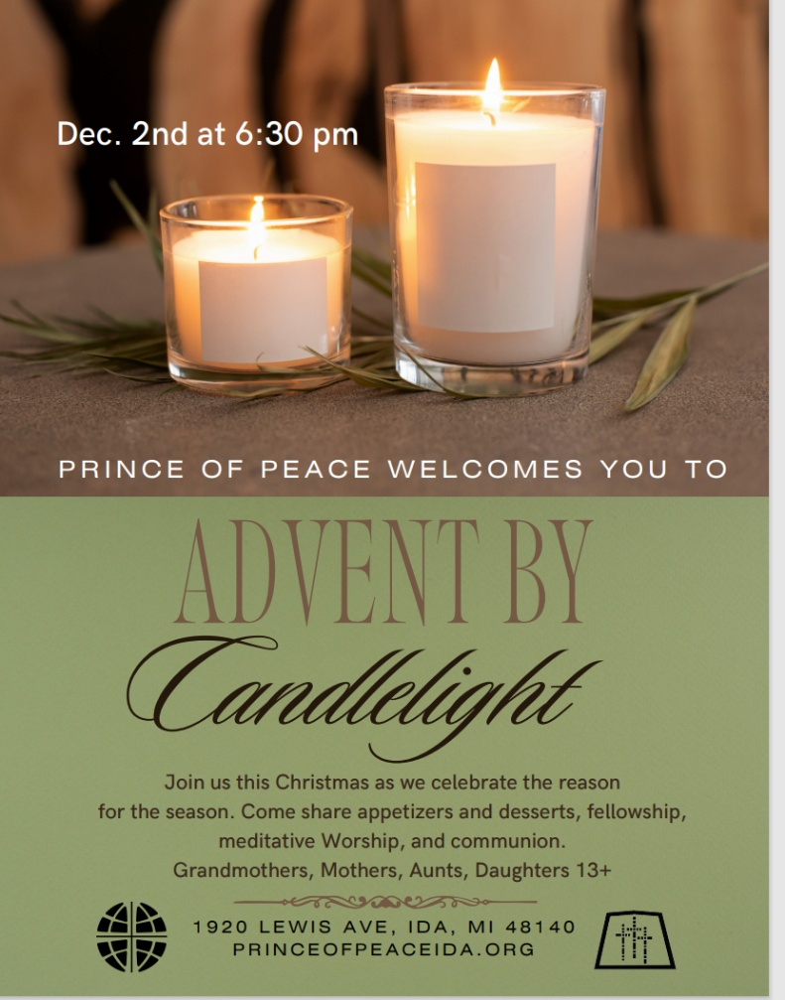 Dec. 2nd at 6:30 pm
PRINCE OF PEACE WELCOMES YOU TO
ADVENT BY
Candlelight
Join us this Christmas as we celebrate the reason
for the season. Come share appetizers and desserts, fellowship,
meditative Worship, and communion.
Grandmothers, Mothers, Aunts, Daughters 13+
1920 LEWIS AVE, IDA, MI 48140
PRINCEOFPEACEIDA.ORG